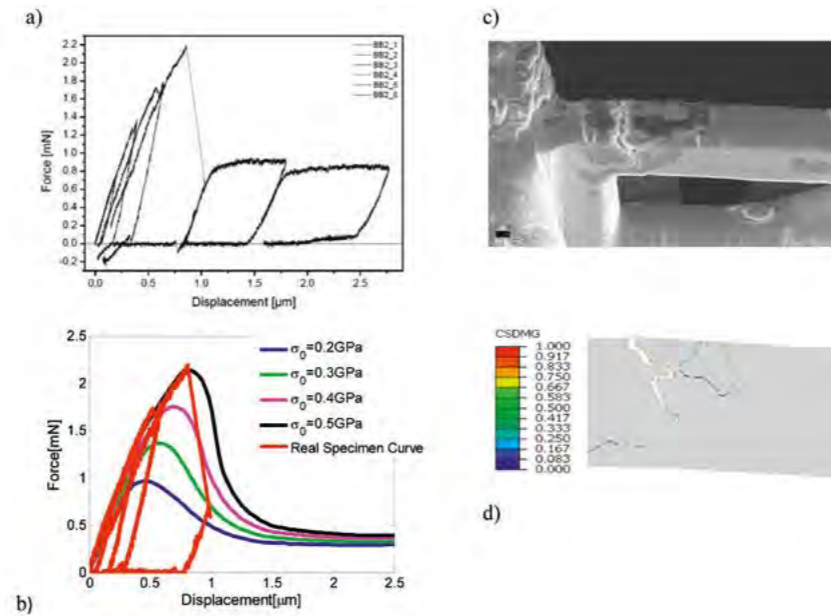 a)
2.2
2.0
1.8
1.6
1.4
1.2
1.0
0.8
0.6
0.4
0.2
0.0
-0.2
Force [mN]
BB2_1
BB2_2
BB2_3
BB2_4
BB2_5
BB2_6
0.0 0.5 1.0 1.5 2.0 2.5
Displacement [µm]
2.5
2
1.5
1
0.5
0
Force[mN]
σ0=0.2GPa
σ0=0.3GPa
σ0=0.4GPa
σ0=0.5GPa
Real Specimen Curve
0 0.5 1 1.5 2 2.5
Displacement[µm]
b)
c)
CSDMG
1.000
0.917
0.833
0.750
0.667
0.583
0.500
0.417
0.333
0.250
0.167
0.083
0.000
d)